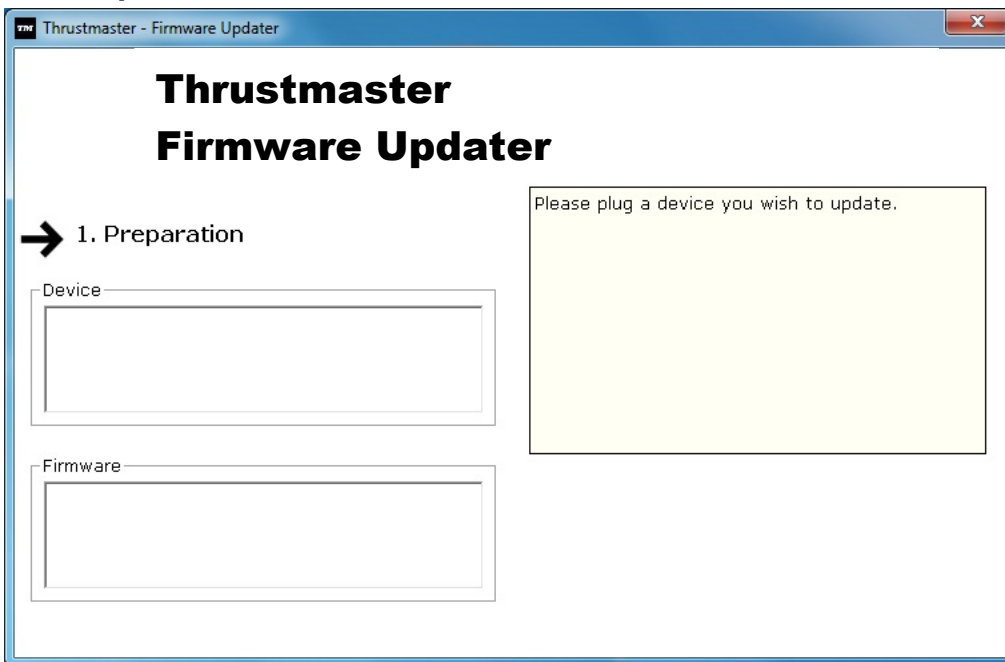 TM Thrustmaster - Firmware Updater
X
Thrustmaster
Firmware Updater
1. Preparation
Please plug a device you wish to update.
Device
Firmware